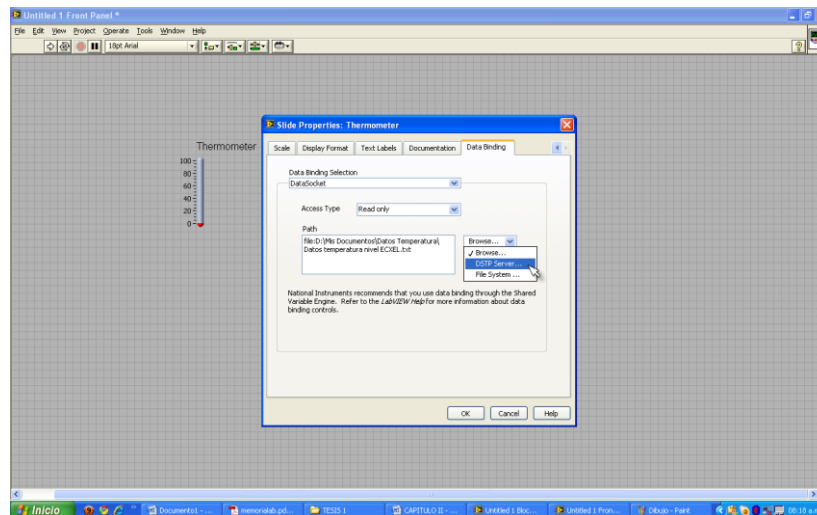 Untitled 1 Front Panel *
File Edit View Project Operate Tools Window Help
18pt Arial
Thermometer
100
80
60
40
20
0
Slide Properties: Thermometer
Scale Display Format Text Labels Documentation Data Binding
Data Binding Selection
DataSocket
Access Type Read only
Path
file:D:\Mis Documentos\Datos Temperatura\
Datos temperatura nivel ECXEL.txt
Browse...
✓ Browse...
DSTP Server...
File System ...
National Instruments recommends that you use data binding through the Shared
Variable Engine. Refer to the LabVIEW Help for more information about data
binding controls.
OK Cancel Help
Inicio Documento1 - ... memorialab.pd... TESIS 1 CAPITULO II - ... Untitled 1 Bloc... Untitled 1 Fron... Dibujo - Paint 08:18 a.m.